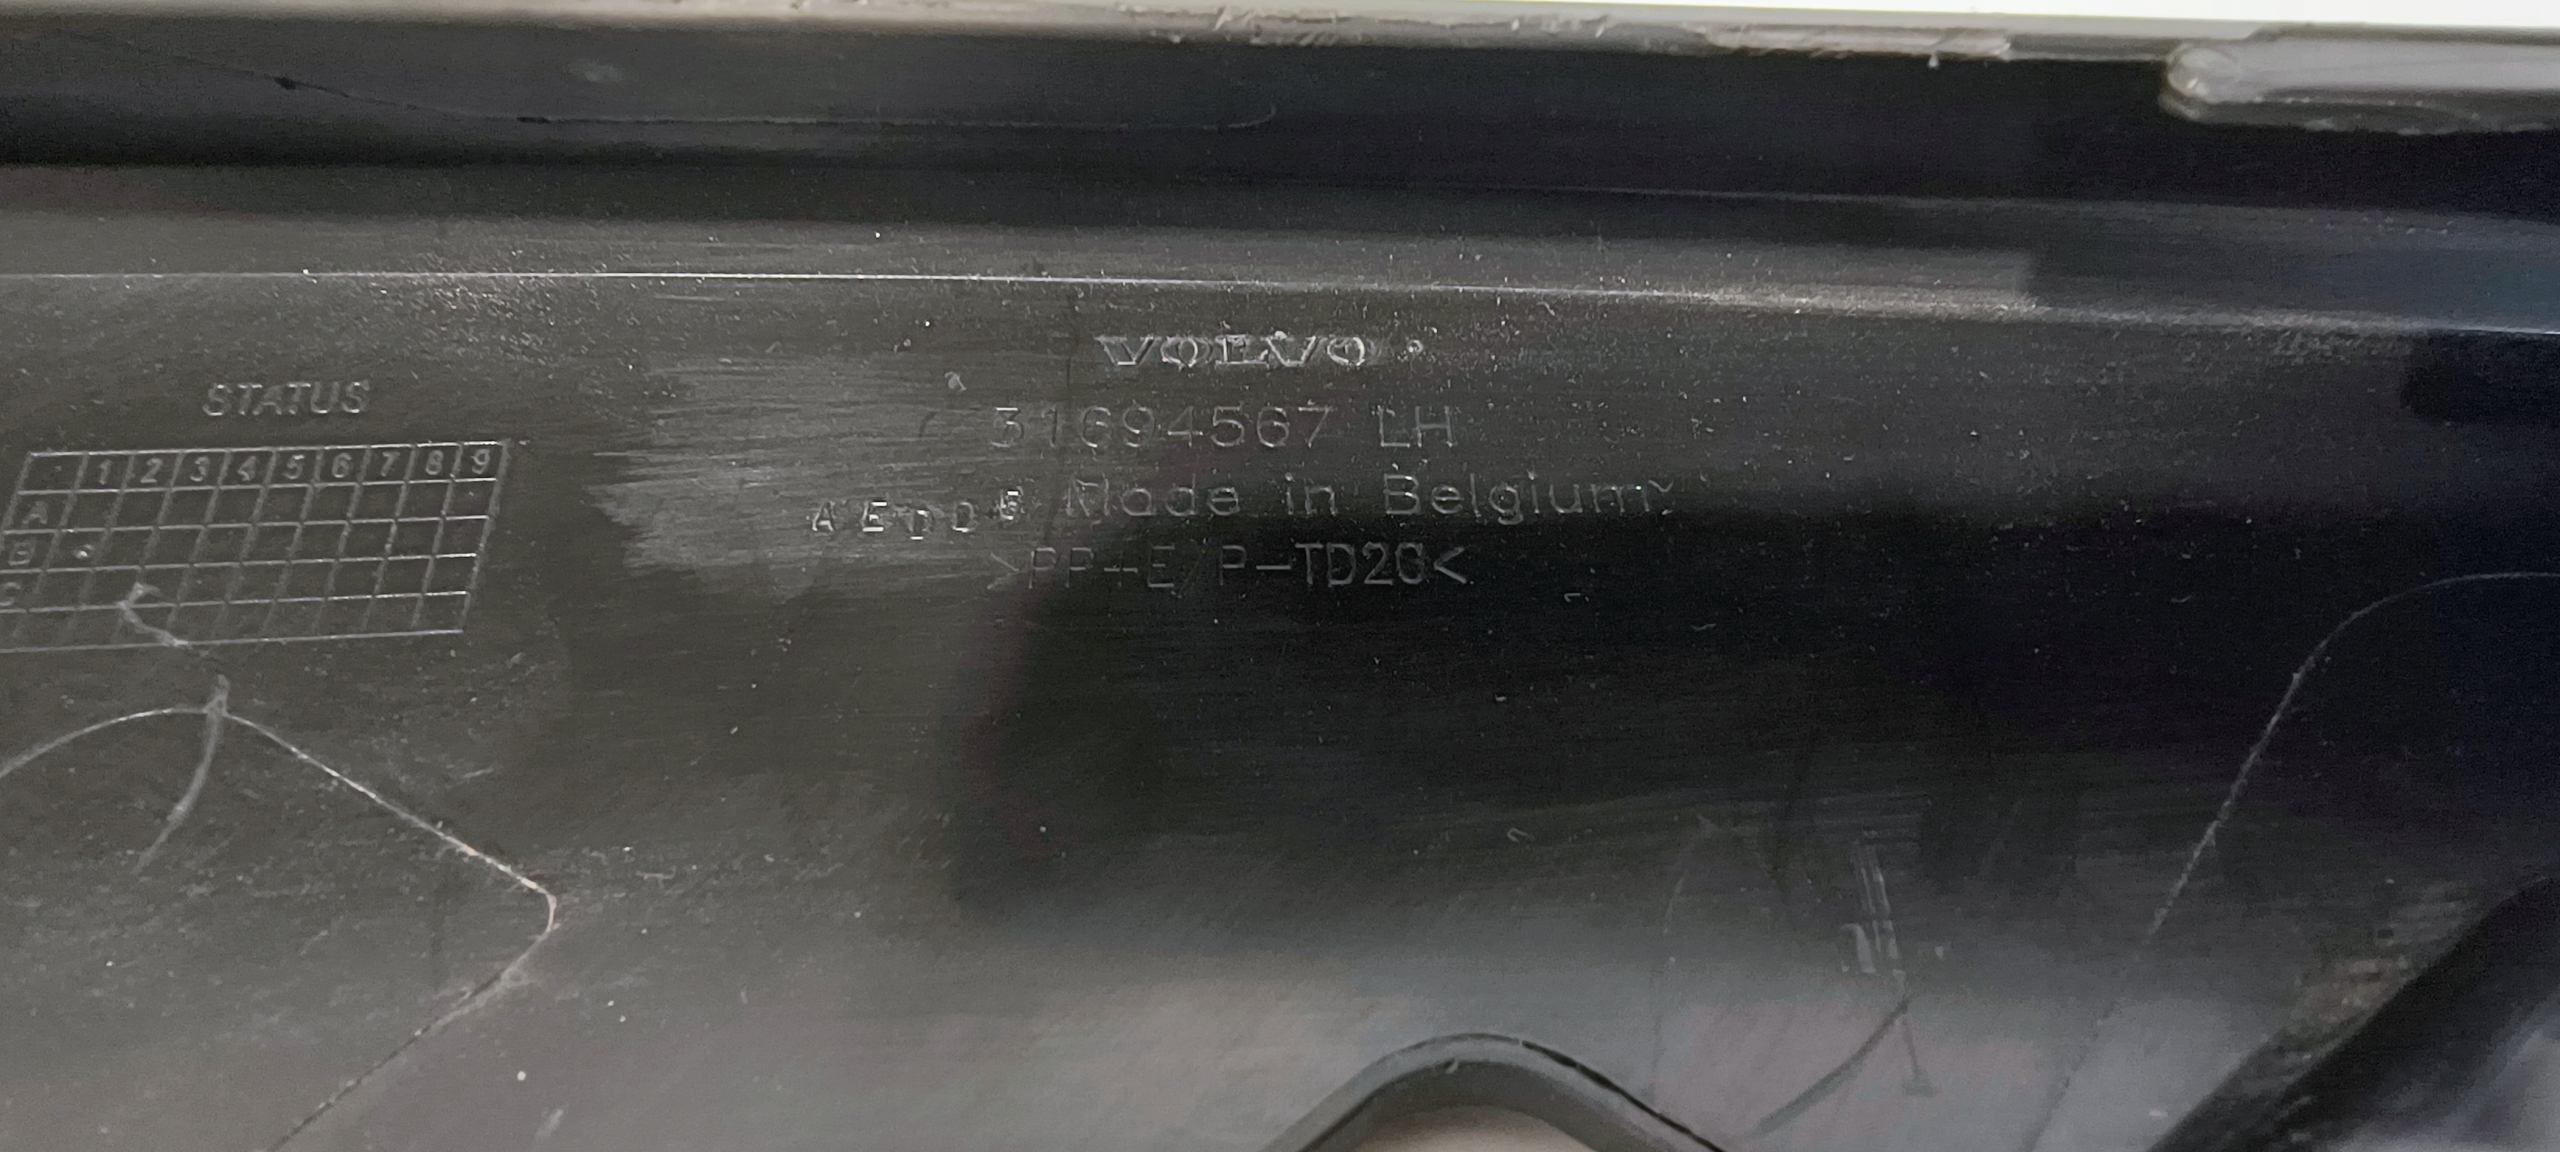 VOLVO
STATUS
31694567 LH
1 2 3 4 5 6 7 8 9
Made in Belgium
A
B
C
>PP+E/P-TD20<